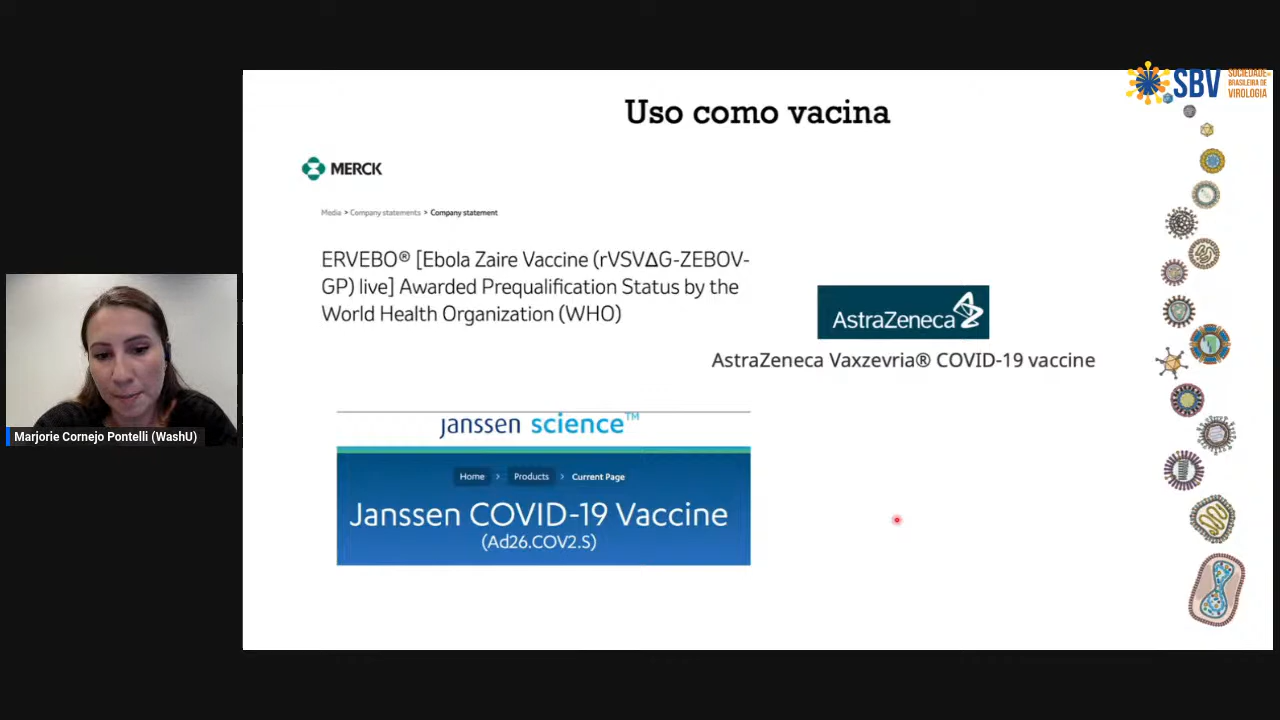 Uso como vacina
SBV SOCIEDADE
BRASILEIRA DE
VIROLOGIA
MERCK
Media > Company statements > Company statement
ERVEBO® [Ebola Zaire Vaccine (rVSV∆G-ZEBOV-
GP) live] Awarded Prequalification Status by the
World Health Organization (WHO)
AstraZeneca
AstraZeneca Vaxzevria® COVID-19 vaccine
Janssen science™
Home > Products > Current Page
Janssen COVID-19 Vaccine
(Ad26.COV2.S)
Marjorie Cornejo Pontelli (WashU)